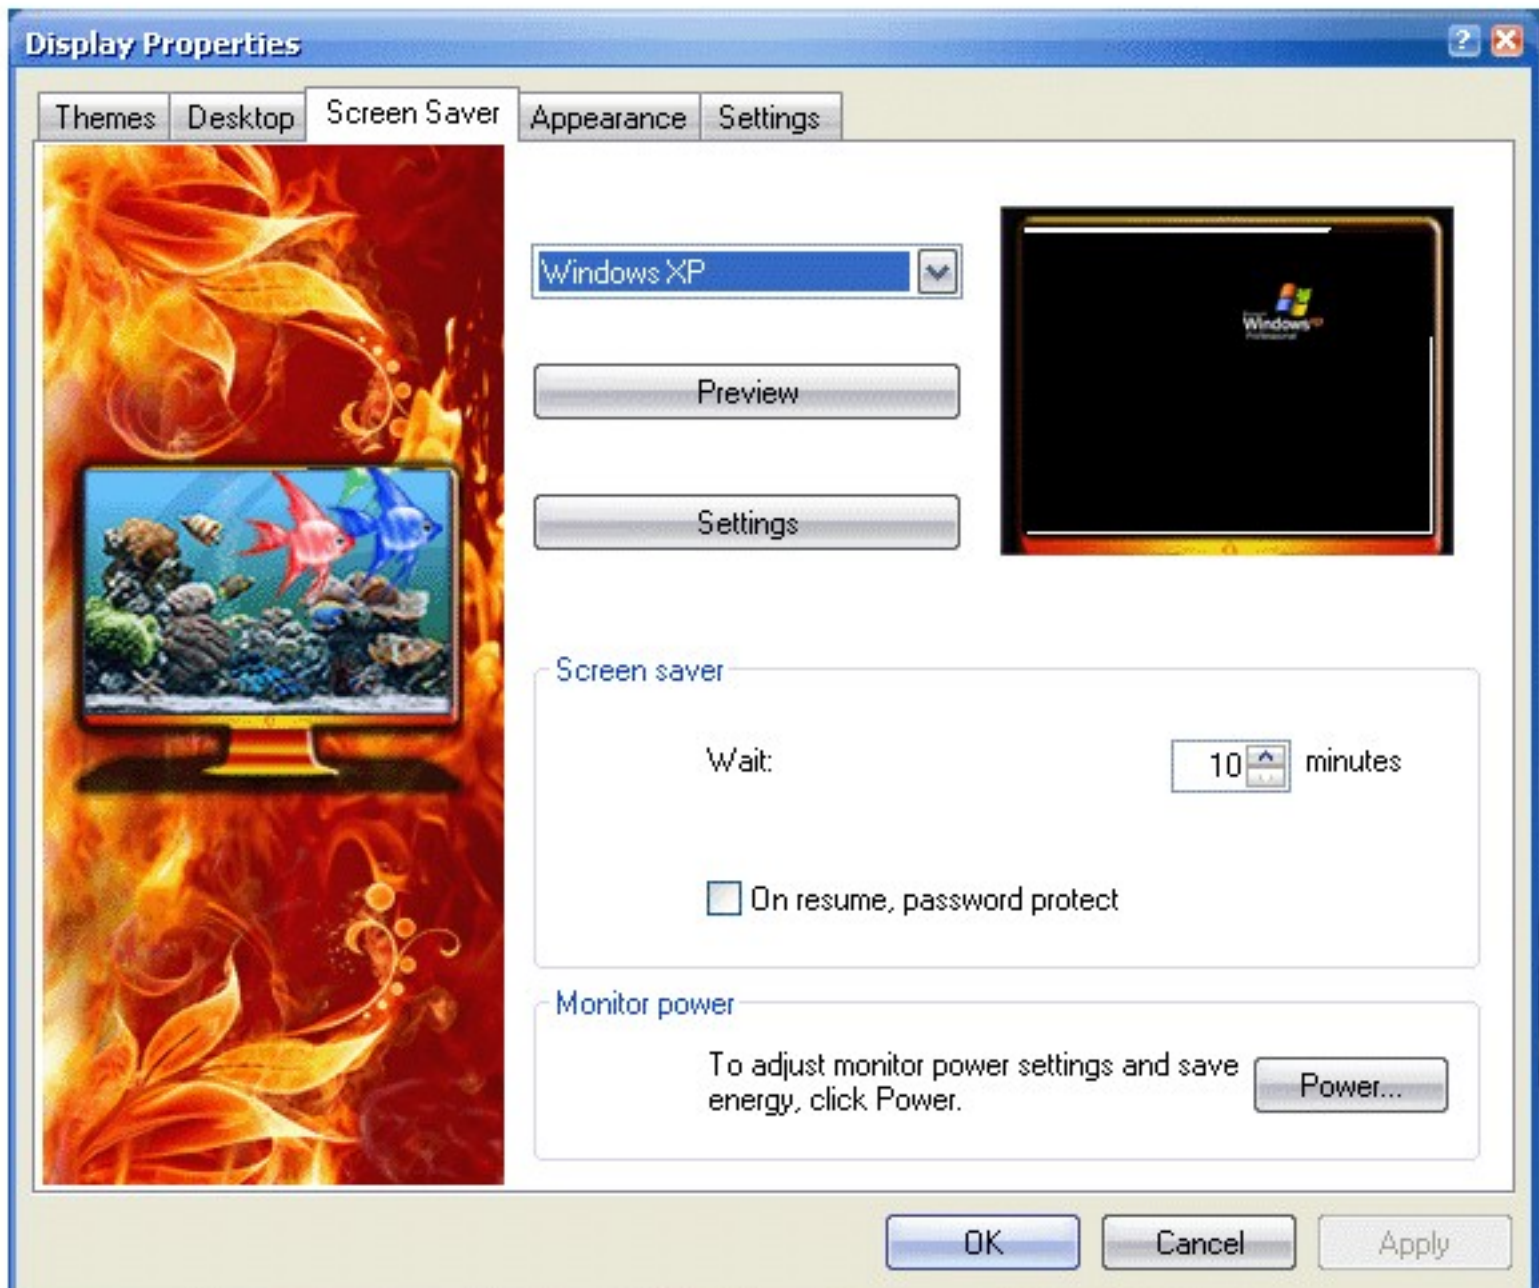 Display Properties
Themes Desktop Screen Saver Appearance Settings
Windows XP
Windows xp
Professional
Preview
Settings
Screen saver
Wait: 10 minutes
On resume, password protect
Monitor power
To adjust monitor power settings and save
energy, click Power.
Power...
OK Cancel Apply